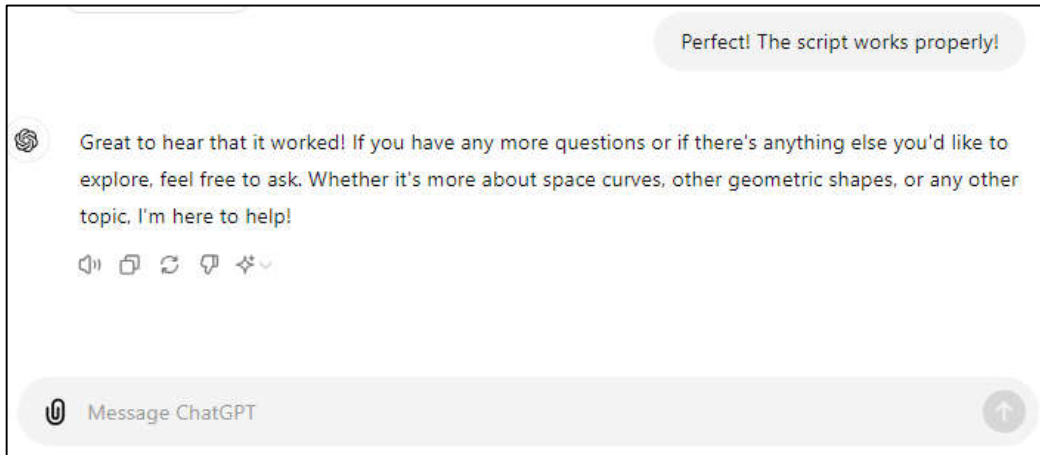 Perfect! The script works properly!
Great to hear that it worked! If you have any more questions or if there's anything else you'd like to
explore, feel free to ask. Whether it's more about space curves, other geometric shapes, or any other
topic, I'm here to help!
Message ChatGPT